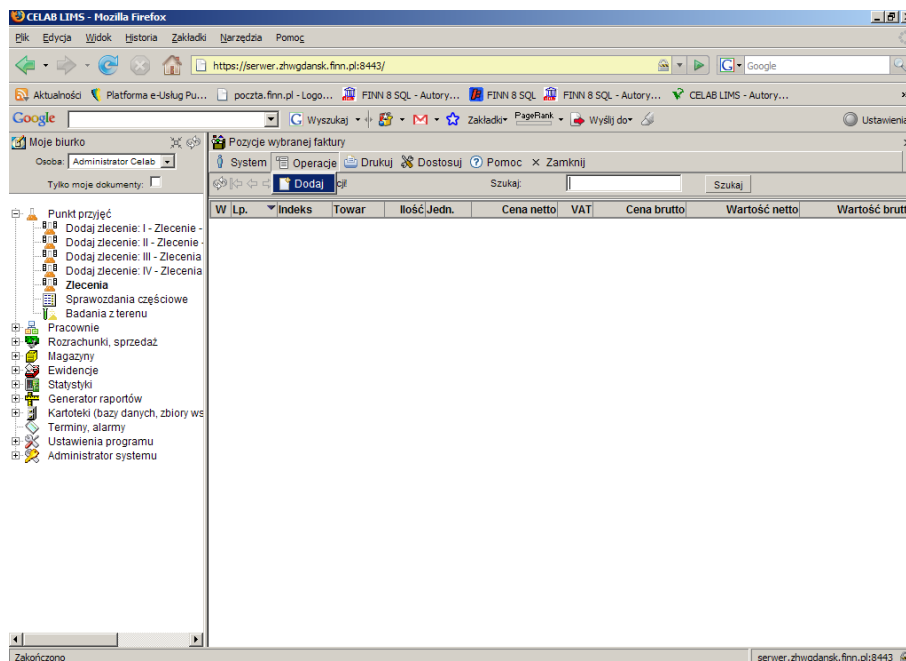 CELAB LIMS - Mozilla Firefox
Plik Edycja Widok Historia Zakładki Narzędzia Pomoc
https://serwer.zhwgdansk.finn.pl:8443/ Google
Aktualności Platforma e-Usług Pu... poczta.finn.pl - Logo... FINN 8 SQL - Autory... FINN 8 SQL FINN 8 SQL - Autory... CELAB LIMS - Autory...
Google Wyszukaj Zakładki PageRank Wyślij do Ustawienia
Moje biurko Pozycje wybranej faktury
Osoba: Administrator Celab System Operacje Drukuj Dostosuj Pomoc Zamknij
Tylko moje dokumenty: Dodaj cji! Szukaj: Szukaj
W Lp. Indeks Towar Ilość Jedn. Cena netto VAT Cena brutto Wartość netto Wartość brutt
Punkt przyjęć
Dodaj zlecenie: I - Zlecenie -
Dodaj zlecenie: II - Zlecenie -
Dodaj zlecenie: III - Zlecenia
Dodaj zlecenie: IV - Zlecenia
Zlecenia
Sprawozdania częściowe
Badania z terenu
Pracownie
Rozrachunki, sprzedaż
Magazyny
Ewidencje
Statystyki
Generator raportów
Kartoteki (bazy danych, zbiory ws
Terminy, alarmy
Ustawienia programu
Administrator systemu
Zakończono serwer.zhwgdansk.finn.pl:8443